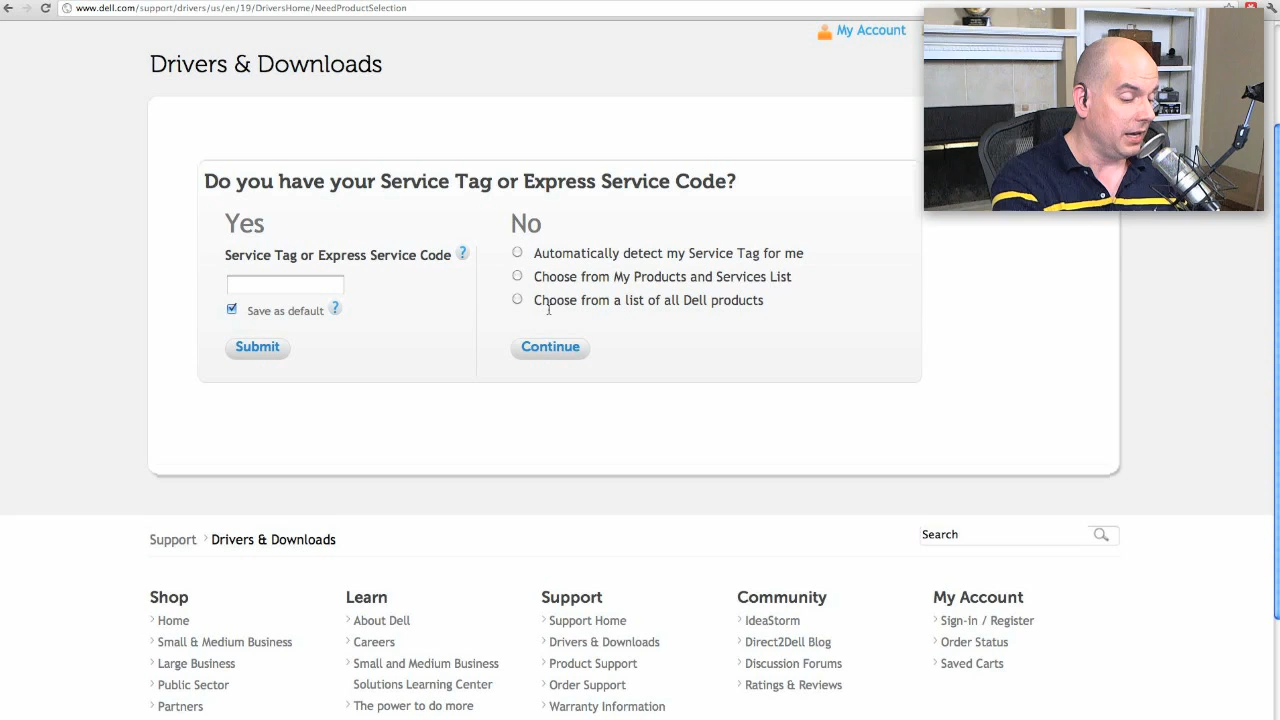 www.dell.com/support/drivers/us/en/19/DriversHome/NeedProductSelection
My Account
Drivers & Downloads
Do you have your Service Tag or Express Service Code?
Yes
Service Tag or Express Service Code ?
Save as default ?
Submit
No
Automatically detect my Service Tag for me
Choose from My Products and Services List
Choose from a list of all Dell products
Continue
Support › Drivers & Downloads
Search
Shop
Home
Small & Medium Business
Large Business
Public Sector
Partners
Learn
About Dell
Careers
Small and Medium Business
Solutions Learning Center
The power to do more
Support
Support Home
Drivers & Downloads
Product Support
Order Support
Warranty Information
Community
IdeaStorm
Direct2Dell Blog
Discussion Forums
Ratings & Reviews
My Account
Sign-in / Register
Order Status
Saved Carts